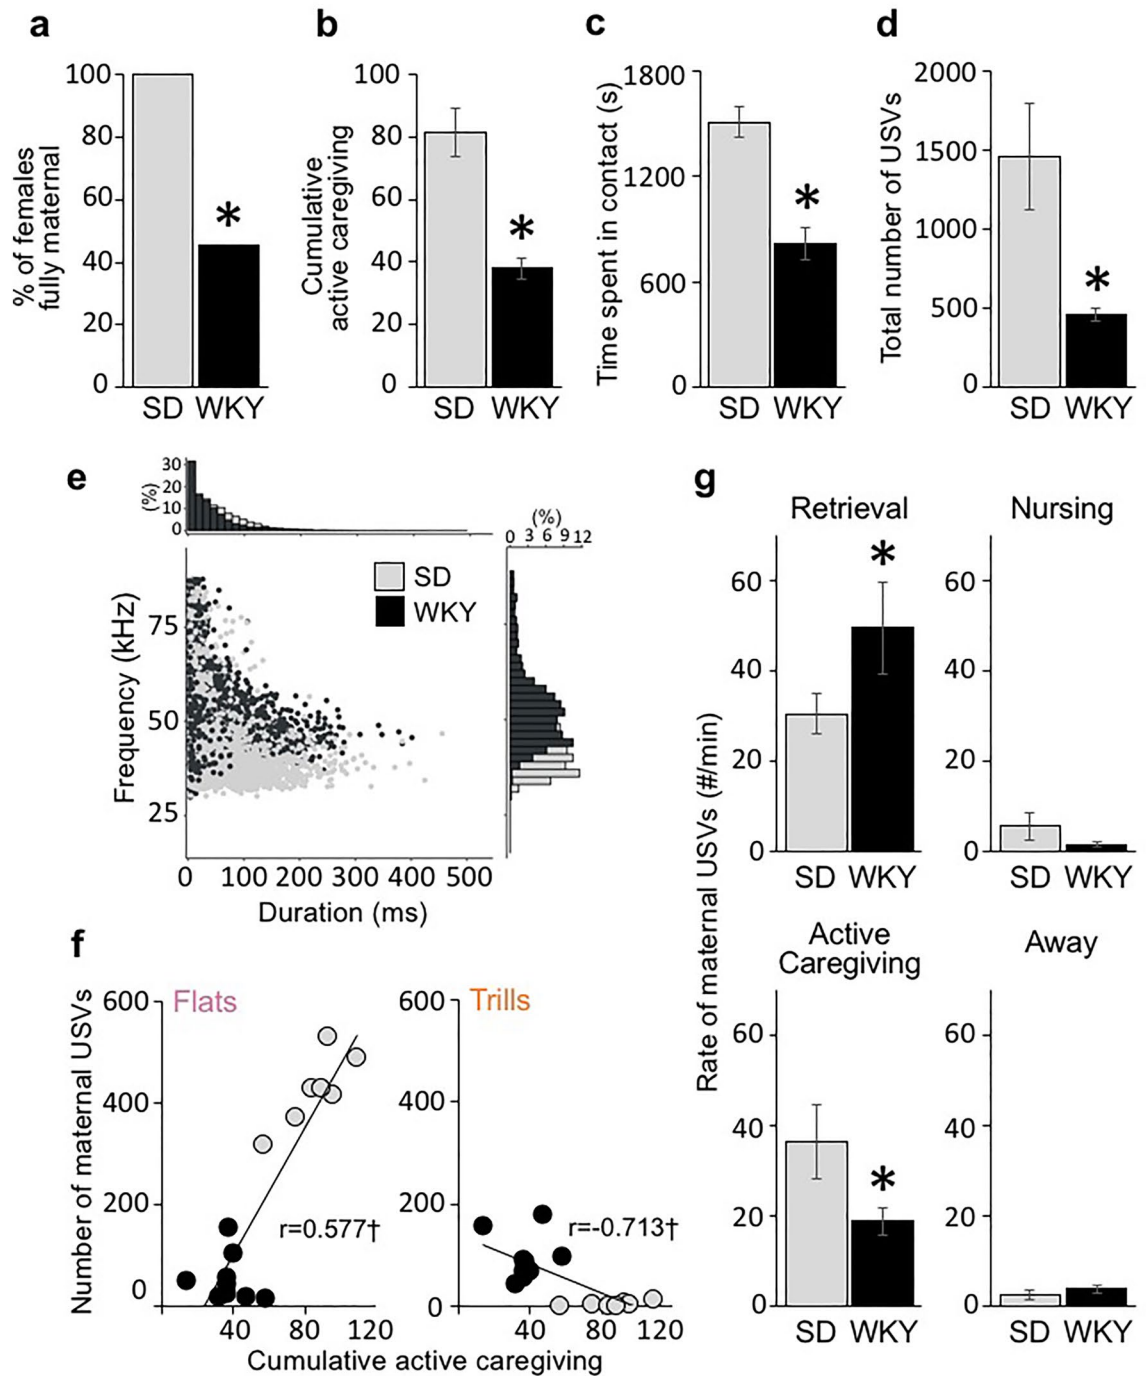 a
% of females
fully maternal
100
80
60
40
20
0
*
SD WKY
b
Cumulative
active caregiving
100
80
60
40
20
0
*
SD WKY
c
Time spent in contact (s)
1800
1200
600
0
*
SD WKY
d
Total number of USVs
2000
1500
1000
500
0
*
SD WKY
e
(%)
30
20
10
0
(%)
0 3 6 9 12
SD
WKY
Frequency (kHz)
75
50
25
0 100 200 300 400 500
Duration (ms)
f
Number of maternal USVs
Flats
600
400
200
0
r=0.577†
40 80 120
Trills
600
400
200
0
r=-0.713†
40 80 120
Cumulative active caregiving
g
Rate of maternal USVs (#/min)
Retrieval
60
40
20
0
*
SD WKY
Nursing
60
40
20
0
SD WKY
Active
Caregiving
60
40
20
0
*
SD WKY
Away
60
40
20
0
SD WKY